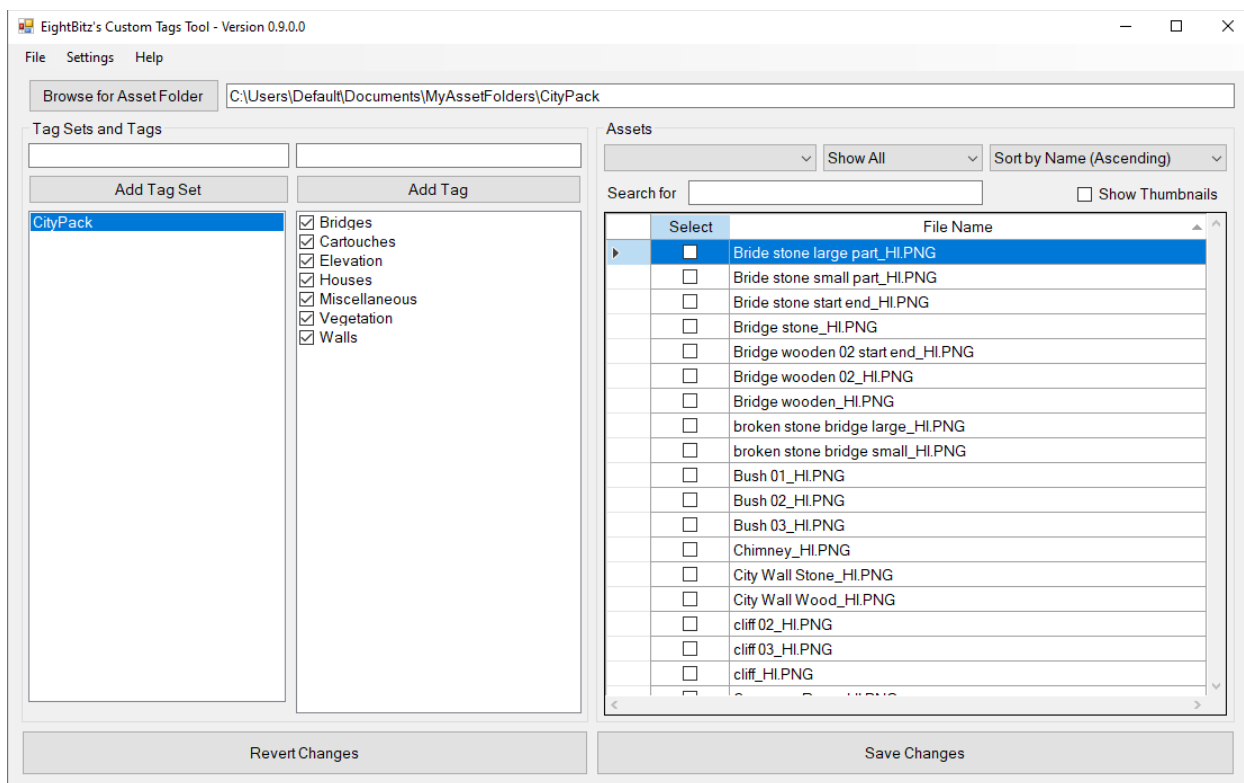 EightBitz's Custom Tags Tool - Version 0.9.0.0
File Settings Help
Browse for Asset Folder C:\Users\Default\Documents\MyAssetFolders\CityPack
Tag Sets and Tags
Add Tag Set Add Tag
CityPack
Bridges
Cartouches
Elevation
Houses
Miscellaneous
Vegetation
Walls
Assets
Show All Sort by Name (Ascending)
Search for Show Thumbnails
Select File Name
Bride stone large part_HI.PNG
Bride stone small part_HI.PNG
Bride stone start end_HI.PNG
Bridge stone_HI.PNG
Bridge wooden 02 start end_HI.PNG
Bridge wooden 02_HI.PNG
Bridge wooden_HI.PNG
broken stone bridge large_HI.PNG
broken stone bridge small_HI.PNG
Bush 01_HI.PNG
Bush 02_HI.PNG
Bush 03_HI.PNG
Chimney_HI.PNG
City Wall Stone_HI.PNG
City Wall Wood_HI.PNG
cliff 02_HI.PNG
cliff 03_HI.PNG
cliff_HI.PNG
Revert Changes Save Changes